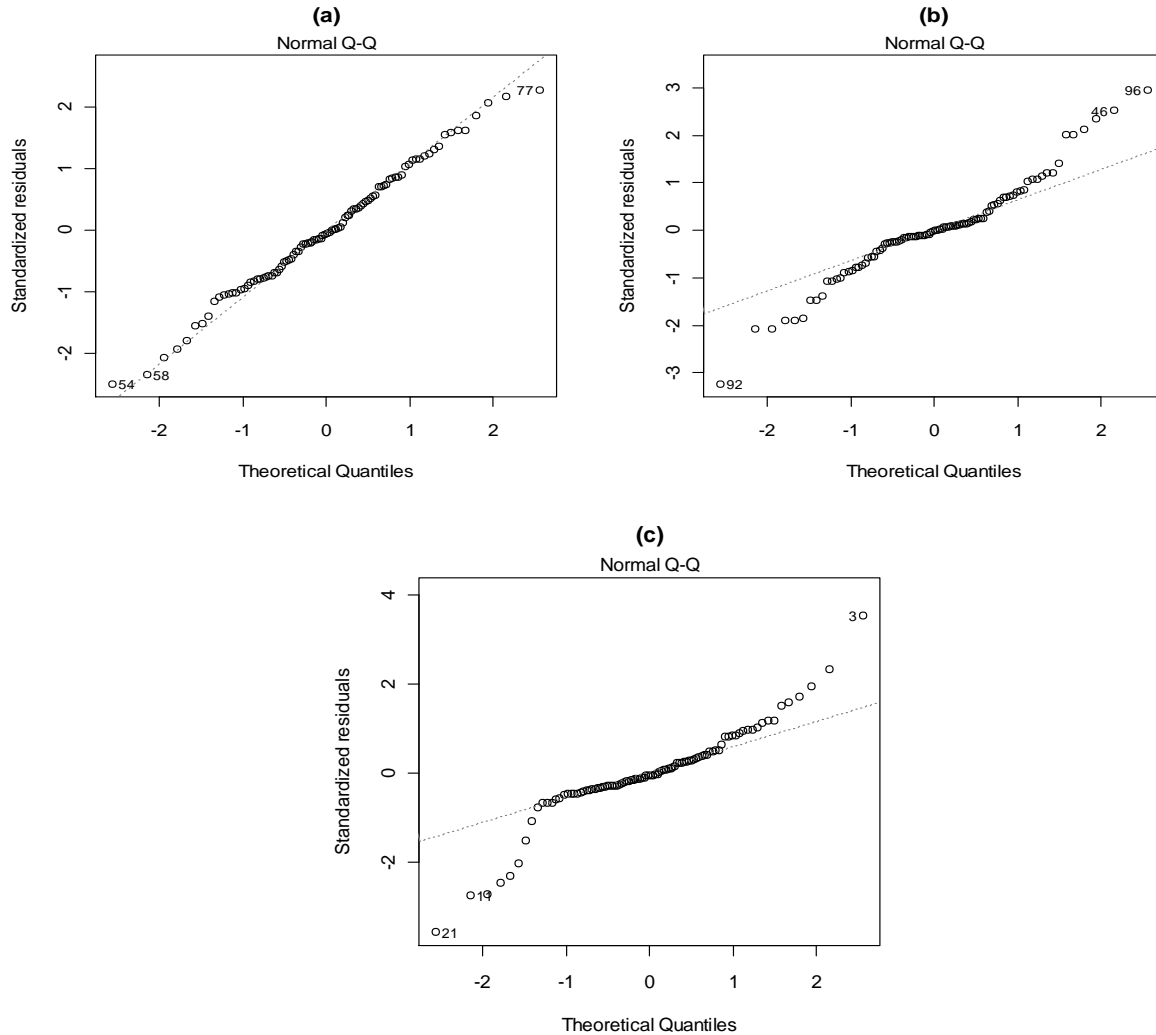 (a)
Normal Q-Q
Standardized residuals
2
1
0
-1
-2
77
58
54
-2 -1 0 1 2
Theoretical Quantiles
(b)
Normal Q-Q
Standardized residuals
3
2
1
0
-1
-2
-3
96
46
92
-2 -1 0 1 2
Theoretical Quantiles
(c)
Normal Q-Q
Standardized residuals
4
2
0
-2
3
11
21
-2 -1 0 1 2
Theoretical Quantiles